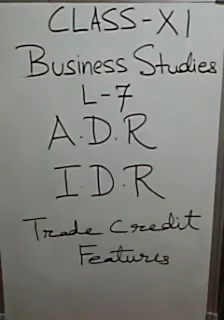 CLASS-XI
Business Studies
L-7
A.D.R
I.D.R
Trade Credit
Features